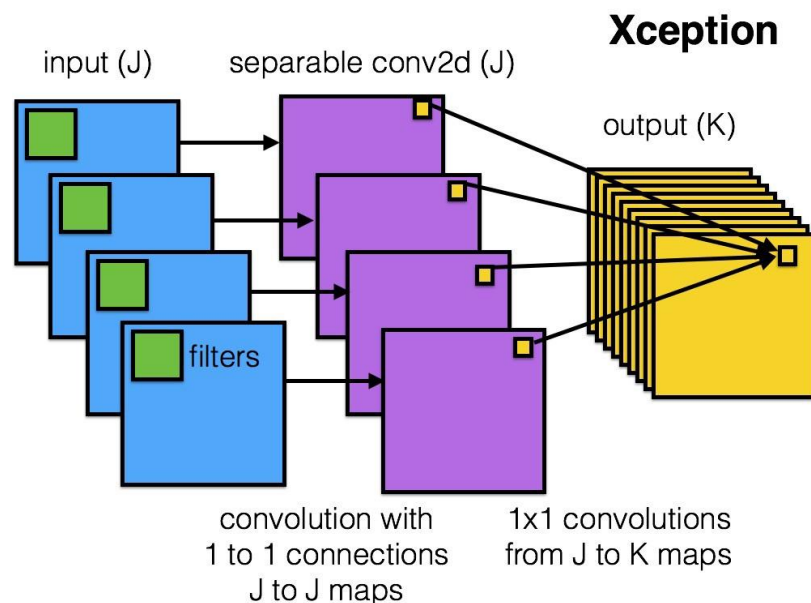 Xception
input (J)
separable conv2d (J)
output (K)
filters
convolution with
1 to 1 connections
J to J maps
1x1 convolutions
from J to K maps